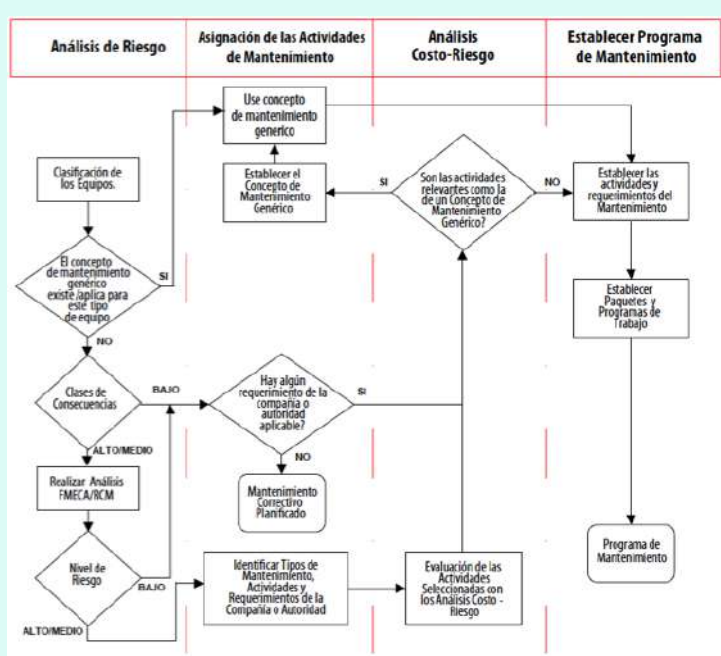 Análisis de Riesgo
Asignación de las Actividades
de Mantenimiento
Análisis
Costo-Riesgo
Establecer Programa
de Mantenimiento
Use concepto
de mantenimiento
generico
Clasificación de
los Equipos.
Establecer el
Concepto de
Mantenimiento
Genérico
SI
Son las actividades
relevantes como la
de un Concepto de
Mantenimiento
Genérico?
NO
Establecer las
actividades y
requerimientos del
Mantenimiento
El concepto
de mantenimiento
genérico
existe /aplica para
este tipo
de equipo
SI
NO
Establecer
Paquetes y
Programas de
Trabajo
Clases de
Consecuencias
BAJO
Hay algún
requerimiento de la
compañía o
autoridad
aplicable?
SI
ALTO/MEDIO
NO
Realizar Análisis
FMECA/RCM
Mantenimiento
Correctivo
Planificado
Nivel de
Riesgo
BAJO
ALTO/MEDIO
Identificar Tipos de
Mantenimiento,
Actividades y
Requerimientos de la
Compañía o Autoridad
Evaluación de las
Actividades
Seleccionadas con
los Análisis Costo -
Riesgo
Programa de
Mantenimiento